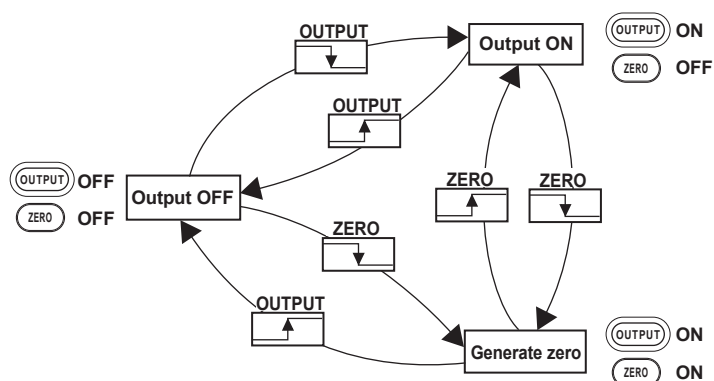 OUTPUT
Output ON
OUTPUT ON
ZERO OFF
OUTPUT
OUTPUT OFF
ZERO OFF
Output OFF
ZERO
ZERO
ZERO
OUTPUT
Generate zero
OUTPUT ON
ZERO ON